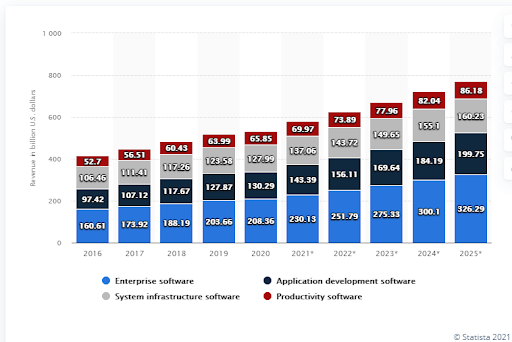 1 000
800
600
400
200
0
Revenue in billion U.S. dollars
52.7 56.51 60.43 63.99 65.85 69.97 73.89 77.96 82.04 86.18
106.46 111.41 117.26 123.58 127.99 137.06 143.72 149.65 155.1 160.23
97.42 107.12 117.67 127.87 130.29 143.39 156.11 169.64 184.19 199.75
160.61 173.92 188.19 203.66 208.36 230.13 251.79 275.33 300.1 326.29
2016 2017 2018 2019 2020 2021* 2022* 2023* 2024* 2025*
Enterprise software Application development software
System infrastructure software Productivity software
© Statista 2021